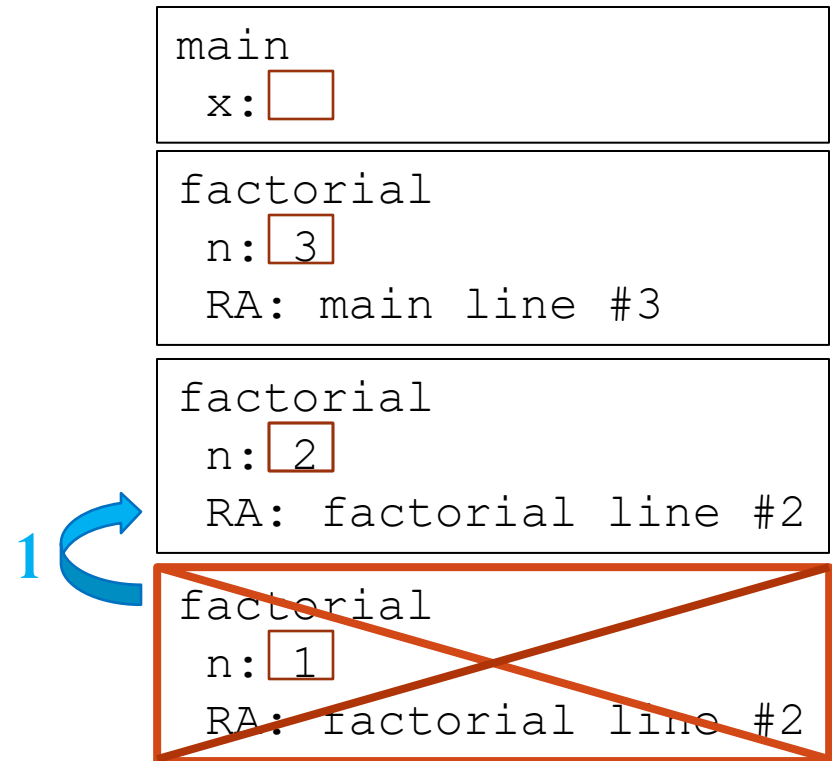 main
x:
factorial
n: 3
RA: main line #3
factorial
n: 2
RA: factorial line #2
1
factorial
n: 1
RA: factorial line #2